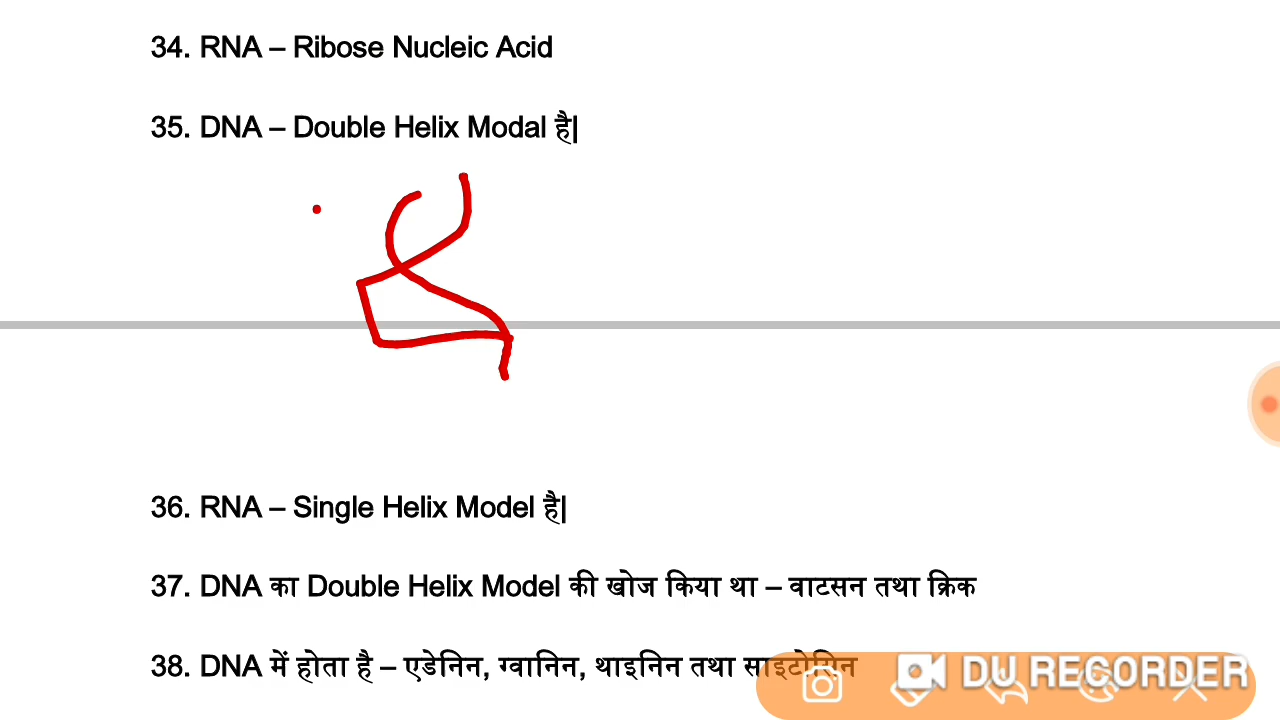 34. RNA – Ribose Nucleic Acid
35. DNA – Double Helix Modal है|
36. RNA – Single Helix Model है|
37. DNA का Double Helix Model की खोज किया था – वाटसन तथा क्रिक
38. DNA में होता है – एडेनिन, ग्वानिन, थाइनिन तथा साइटोसिन
DU RECORDER